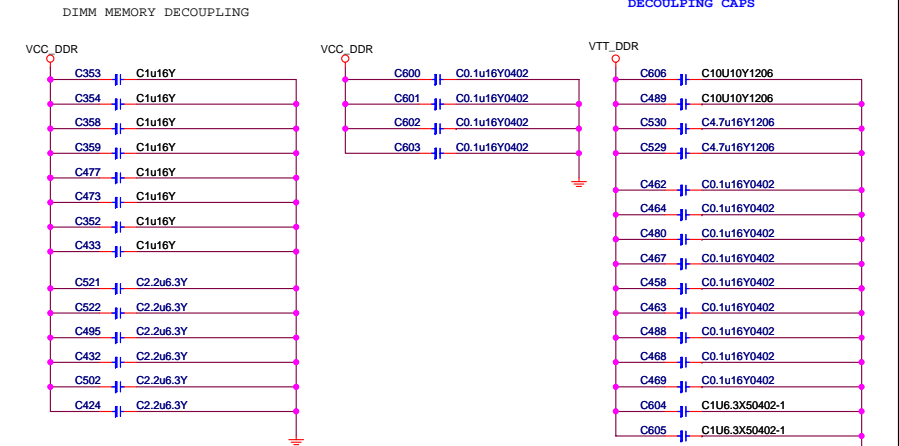 DIMM MEMORY DECOUPLING
DECOULPING CAPS
VCC_DDR
C353 C1u16Y
C354 C1u16Y
C358 C1u16Y
C359 C1u16Y
C477 C1u16Y
C473 C1u16Y
C352 C1u16Y
C433 C1u16Y
C521 C2.2u6.3Y
C522 C2.2u6.3Y
C495 C2.2u6.3Y
C432 C2.2u6.3Y
C502 C2.2u6.3Y
C424 C2.2u6.3Y
VCC_DDR
C600 C0.1u16Y0402
C601 C0.1u16Y0402
C602 C0.1u16Y0402
C603 C0.1u16Y0402
VTT_DDR
C606 C10U10Y1206
C489 C10U10Y1206
C530 C4.7u16Y1206
C529 C4.7u16Y1206
C462 C0.1u16Y0402
C464 C0.1u16Y0402
C480 C0.1u16Y0402
C467 C0.1u16Y0402
C458 C0.1u16Y0402
C463 C0.1u16Y0402
C488 C0.1u16Y0402
C468 C0.1u16Y0402
C469 C0.1u16Y0402
C604 C1U6.3X50402-1
C605 C1U6.3X50402-1